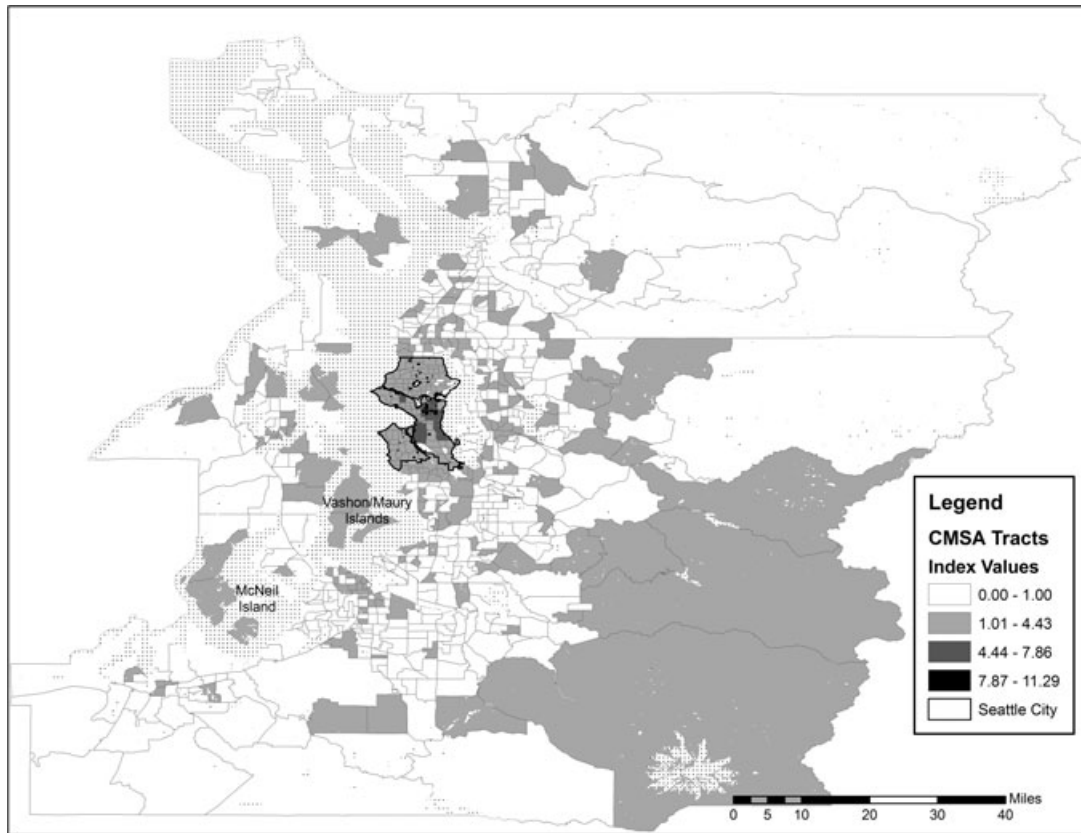 Vashon/Maury
Islands
McNeil
Island
Legend
CMSA Tracts
Index Values
0.00 - 1.00
1.01 - 4.43
4.44 - 7.86
7.87 - 11.29
Seattle City
Miles
0 5 10 20 30 40